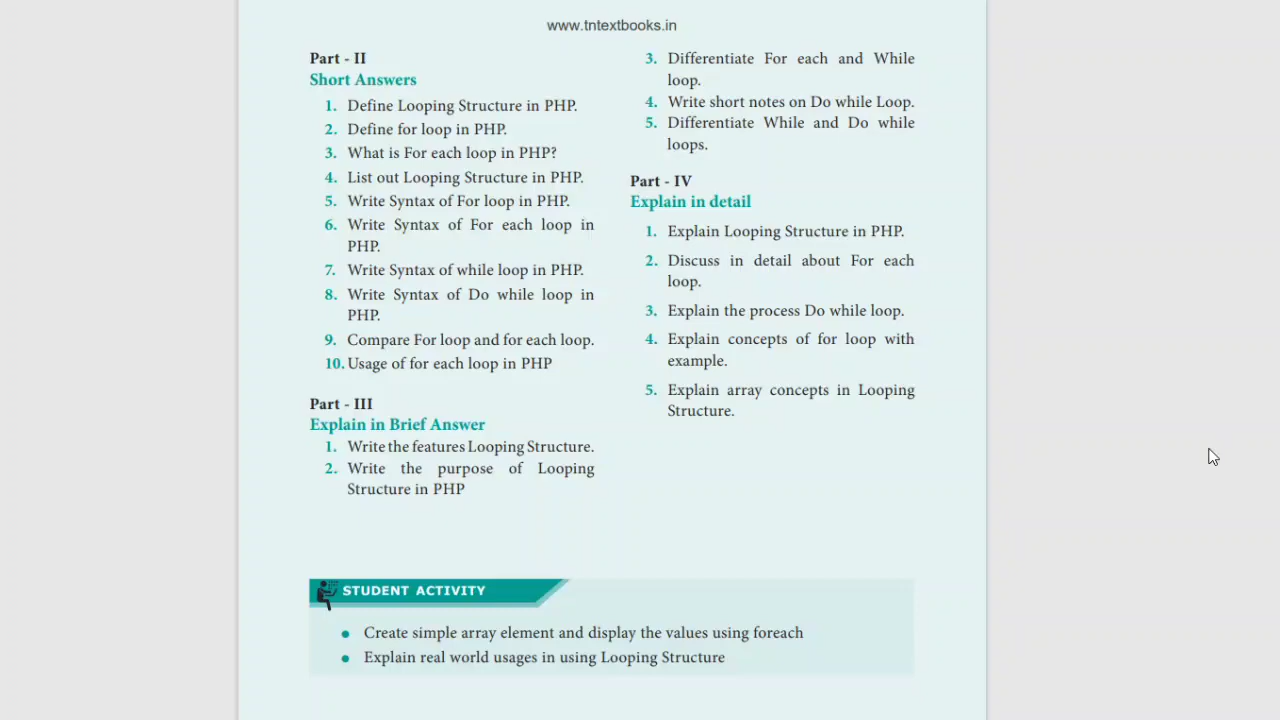 www.tntextbooks.in
Part - II
Short Answers
1. Define Looping Structure in PHP.
2. Define for loop in PHP.
3. What is For each loop in PHP?
4. List out Looping Structure in PHP.
5. Write Syntax of For loop in PHP.
6. Write Syntax of For each loop in
PHP.
7. Write Syntax of while loop in PHP.
8. Write Syntax of Do while loop in
PHP.
9. Compare For loop and for each loop.
10. Usage of for each loop in PHP
Part - III
Explain in Brief Answer
1. Write the features Looping Structure.
2. Write the purpose of Looping
Structure in PHP
3. Differentiate For each and While
loop.
4. Write short notes on Do while Loop.
5. Differentiate While and Do while
loops.
Part - IV
Explain in detail
1. Explain Looping Structure in PHP.
2. Discuss in detail about For each
loop.
3. Explain the process Do while loop.
4. Explain concepts of for loop with
example.
5. Explain array concepts in Looping
Structure.
STUDENT ACTIVITY
● Create simple array element and display the values using foreach
● Explain real world usages in using Looping Structure